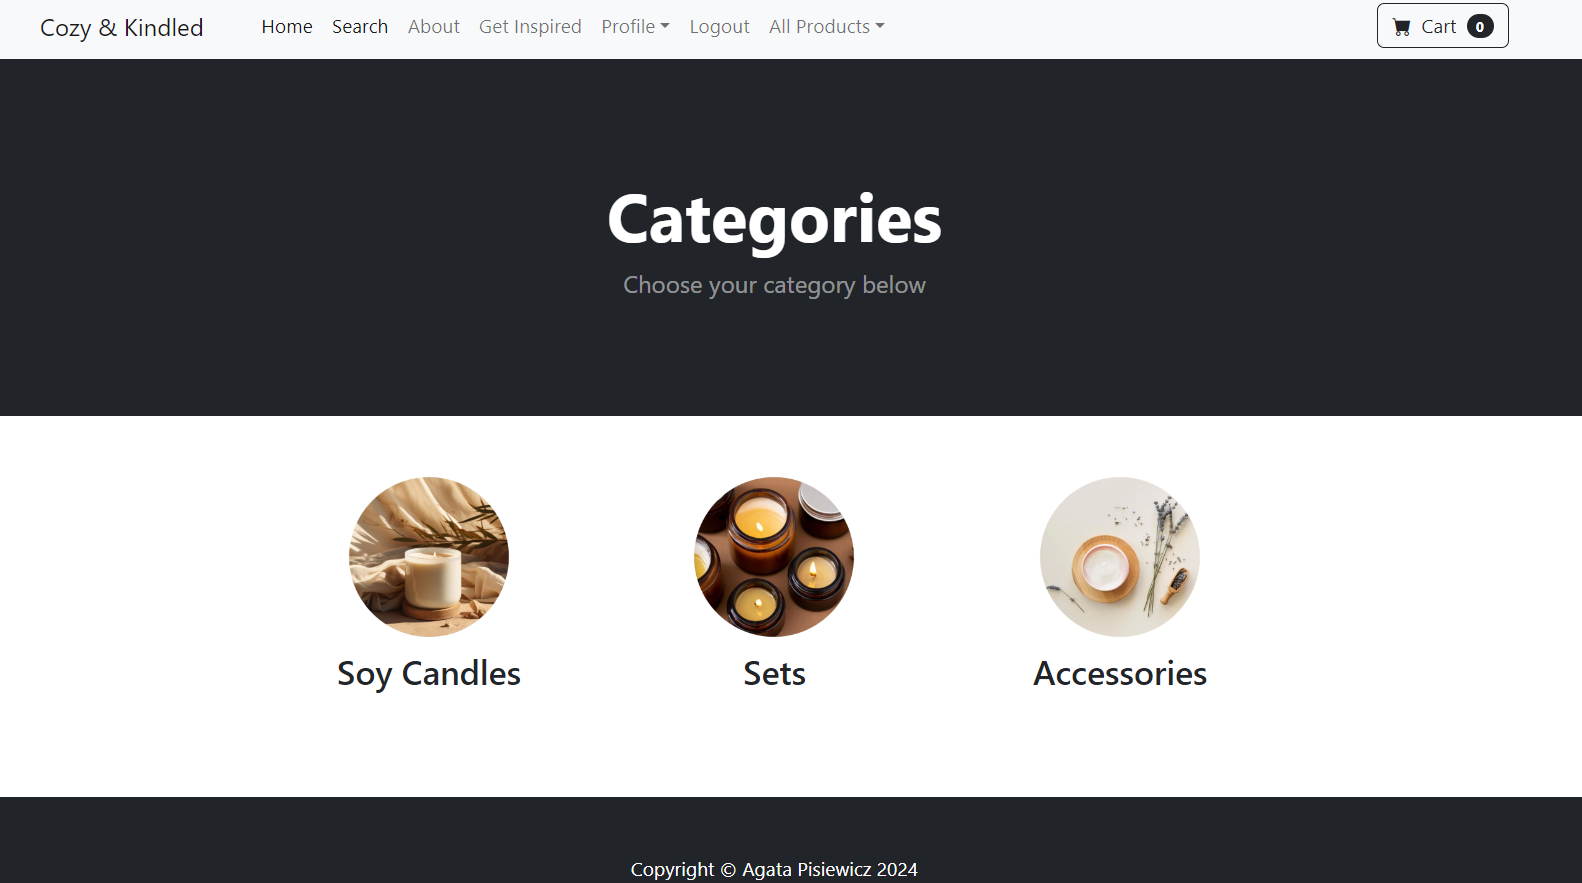 Cozy & Kindled Home Search About Get Inspired Profile Logout All Products Cart 0
Categories
Choose your category below
Soy Candles Sets Accessories
Copyright © Agata Pisiewicz 2024